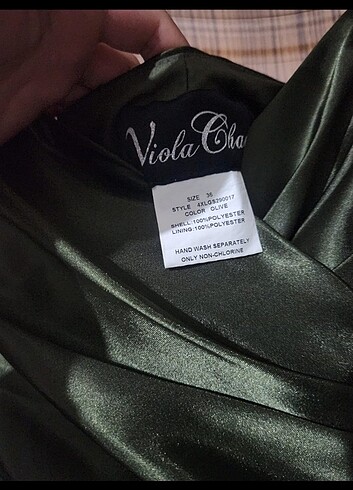 Viola Cha
SIZE 36
STYLE 4XLGS290017
COLOR OLIVE
SHELL:100%POLYESTER
LINING:100%POLYESTER
HAND WASH SEPARATELY
ONLY NON-CHLORINE